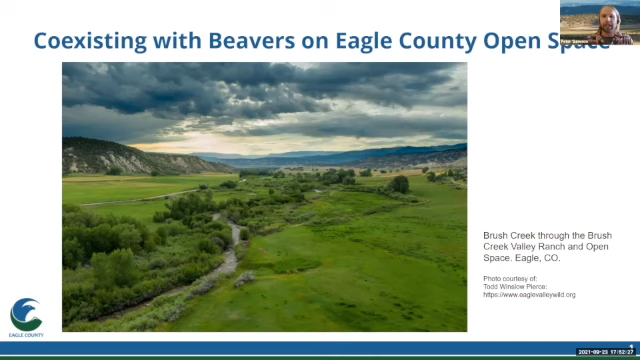 Coexisting with Beavers on Eagle County Open Space
Brush Creek through the Brush
Creek Valley Ranch and Open
Space. Eagle, CO.
Photo courtesy of:
Todd Winslow Pierce:
https://www.eaglevalleywild.org
EAGLE COUNTY
2021-09-23 17:52:27